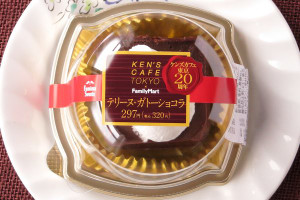 KEN'S
CAFE
TOKYO
FamilyMart
テリーヌ・ガトーショコラ
297円(税込320円)
ケンズカフェ
東京
20
周年